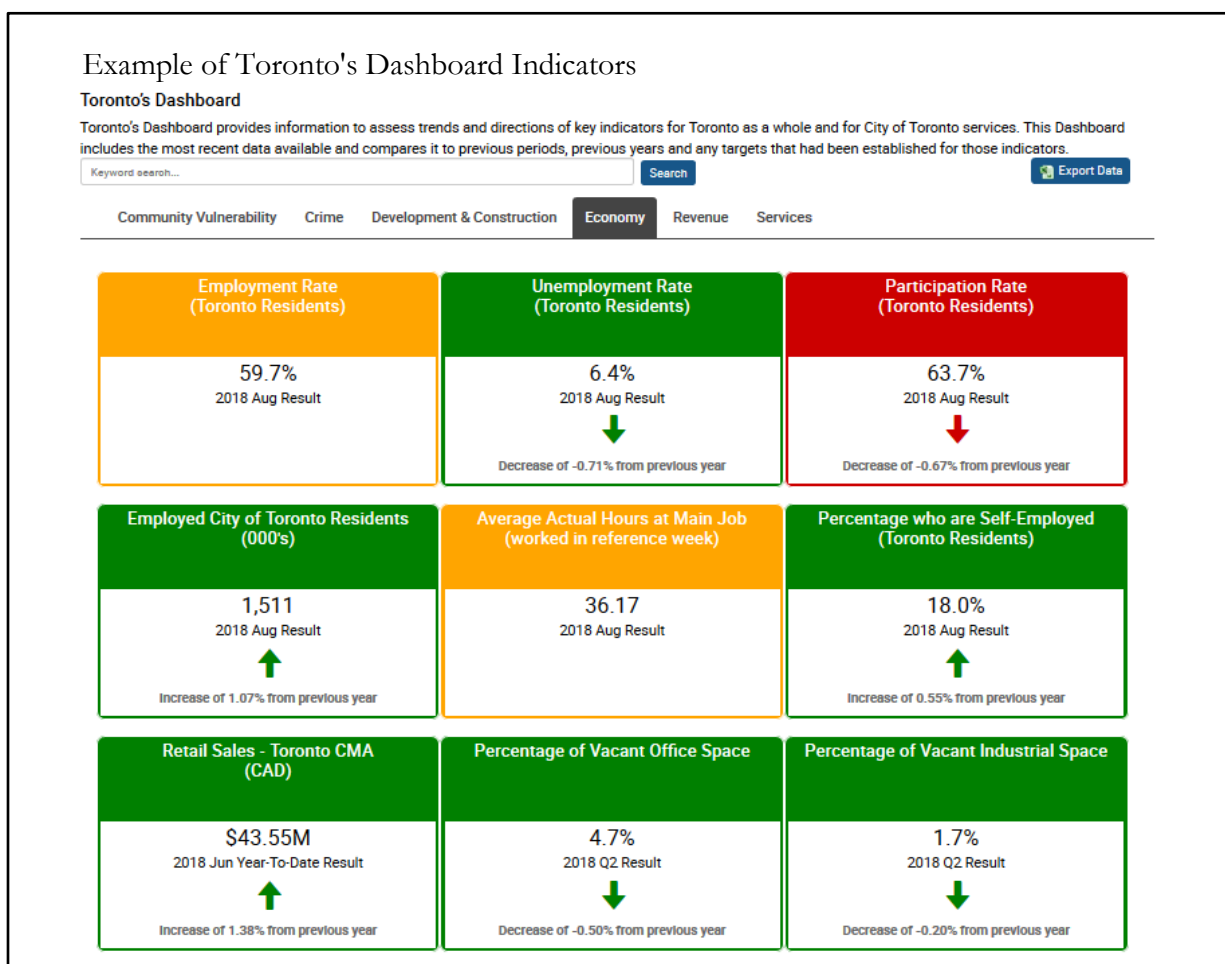 Example of Toronto's Dashboard Indicators
Toronto's Dashboard
Toronto's Dashboard provides information to assess trends and directions of key indicators for Toronto as a whole and for City of Toronto services. This Dashboard
includes the most recent data available and compares it to previous periods, previous years and any targets that had been established for those indicators.
Keyword search... Search Export Data
Community Vulnerability Crime Development & Construction Economy Revenue Services
Employment Rate
(Toronto Residents)
59.7%
2018 Aug Result
Unemployment Rate
(Toronto Residents)
6.4%
2018 Aug Result
Decrease of -0.71% from previous year
Participation Rate
(Toronto Residents)
63.7%
2018 Aug Result
Decrease of -0.67% from previous year
Employed City of Toronto Residents
(000's)
1,511
2018 Aug Result
Increase of 1.07% from previous year
Average Actual Hours at Main Job
(worked in reference week)
36.17
2018 Aug Result
Percentage who are Self-Employed
(Toronto Residents)
18.0%
2018 Aug Result
Increase of 0.55% from previous year
Retail Sales - Toronto CMA
(CAD)
$43.55M
2018 Jun Year-To-Date Result
Increase of 1.38% from previous year
Percentage of Vacant Office Space
4.7%
2018 Q2 Result
Decrease of -0.50% from previous year
Percentage of Vacant Industrial Space
1.7%
2018 Q2 Result
Decrease of -0.20% from previous year